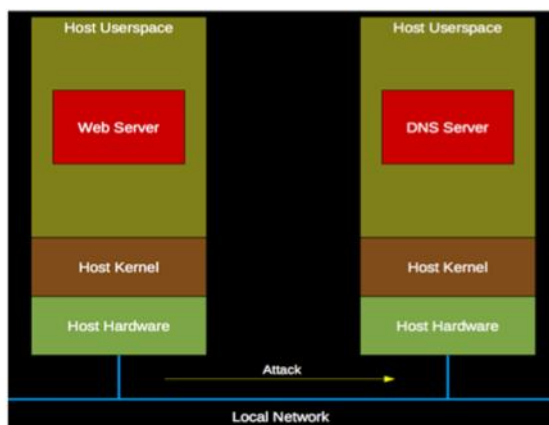 Host Userspace
Web Server
Host Kernel
Host Hardware
Host Userspace
DNS Server
Host Kernel
Host Hardware
Attack
Local Network